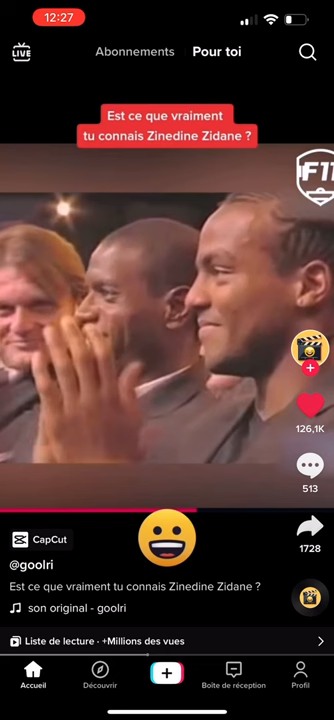 12:27
LIVE
Abonnements
Pour toi
Est ce que vraiment
tu connais Zinedine Zidane ?
F11
126,1K
513
1728
CapCut
@goolri
Est ce que vraiment tu connais Zinedine Zidane ?
son original - goolri
Liste de lecture · +Millions des vues
Accueil
Découvrir
Boîte de réception
Profil